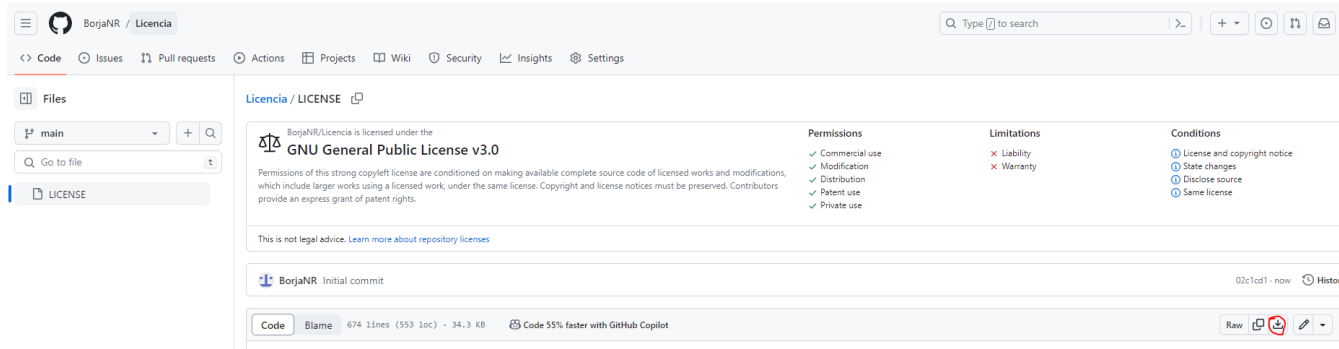 BorjaNR / Licencia
Type / to search
Code Issues Pull requests Actions Projects Wiki Security Insights Settings
Files
main
Go to file t
LICENSE
Licencia / LICENSE
BorjaNR/Licencia is licensed under the
GNU General Public License v3.0
Permissions of this strong copyleft license are conditioned on making available complete source code of licensed works and modifications,
which include larger works using a licensed work, under the same license. Copyright and license notices must be preserved. Contributors
provide an express grant of patent rights.
Permissions
Commercial use
Modification
Distribution
Patent use
Private use
Limitations
Liability
Warranty
Conditions
License and copyright notice
State changes
Disclose source
Same license
This is not legal advice. Learn more about repository licenses
BorjaNR Initial commit
02c1cd1 · now Histo
Code Blame 674 lines (553 loc) · 34.3 KB Code 55% faster with GitHub Copilot
Raw